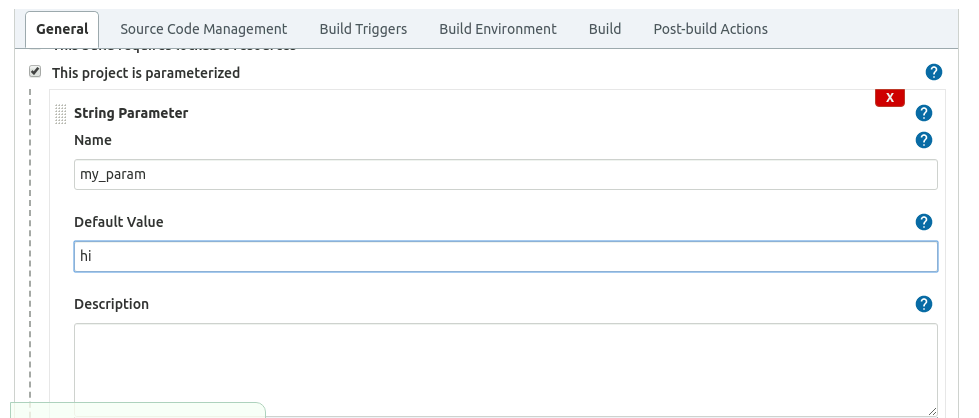 General Source Code Management Build Triggers Build Environment Build Post-build Actions
This project is parameterized ?
X
String Parameter ?
Name ?
my_param
Default Value ?
hi
Description ?